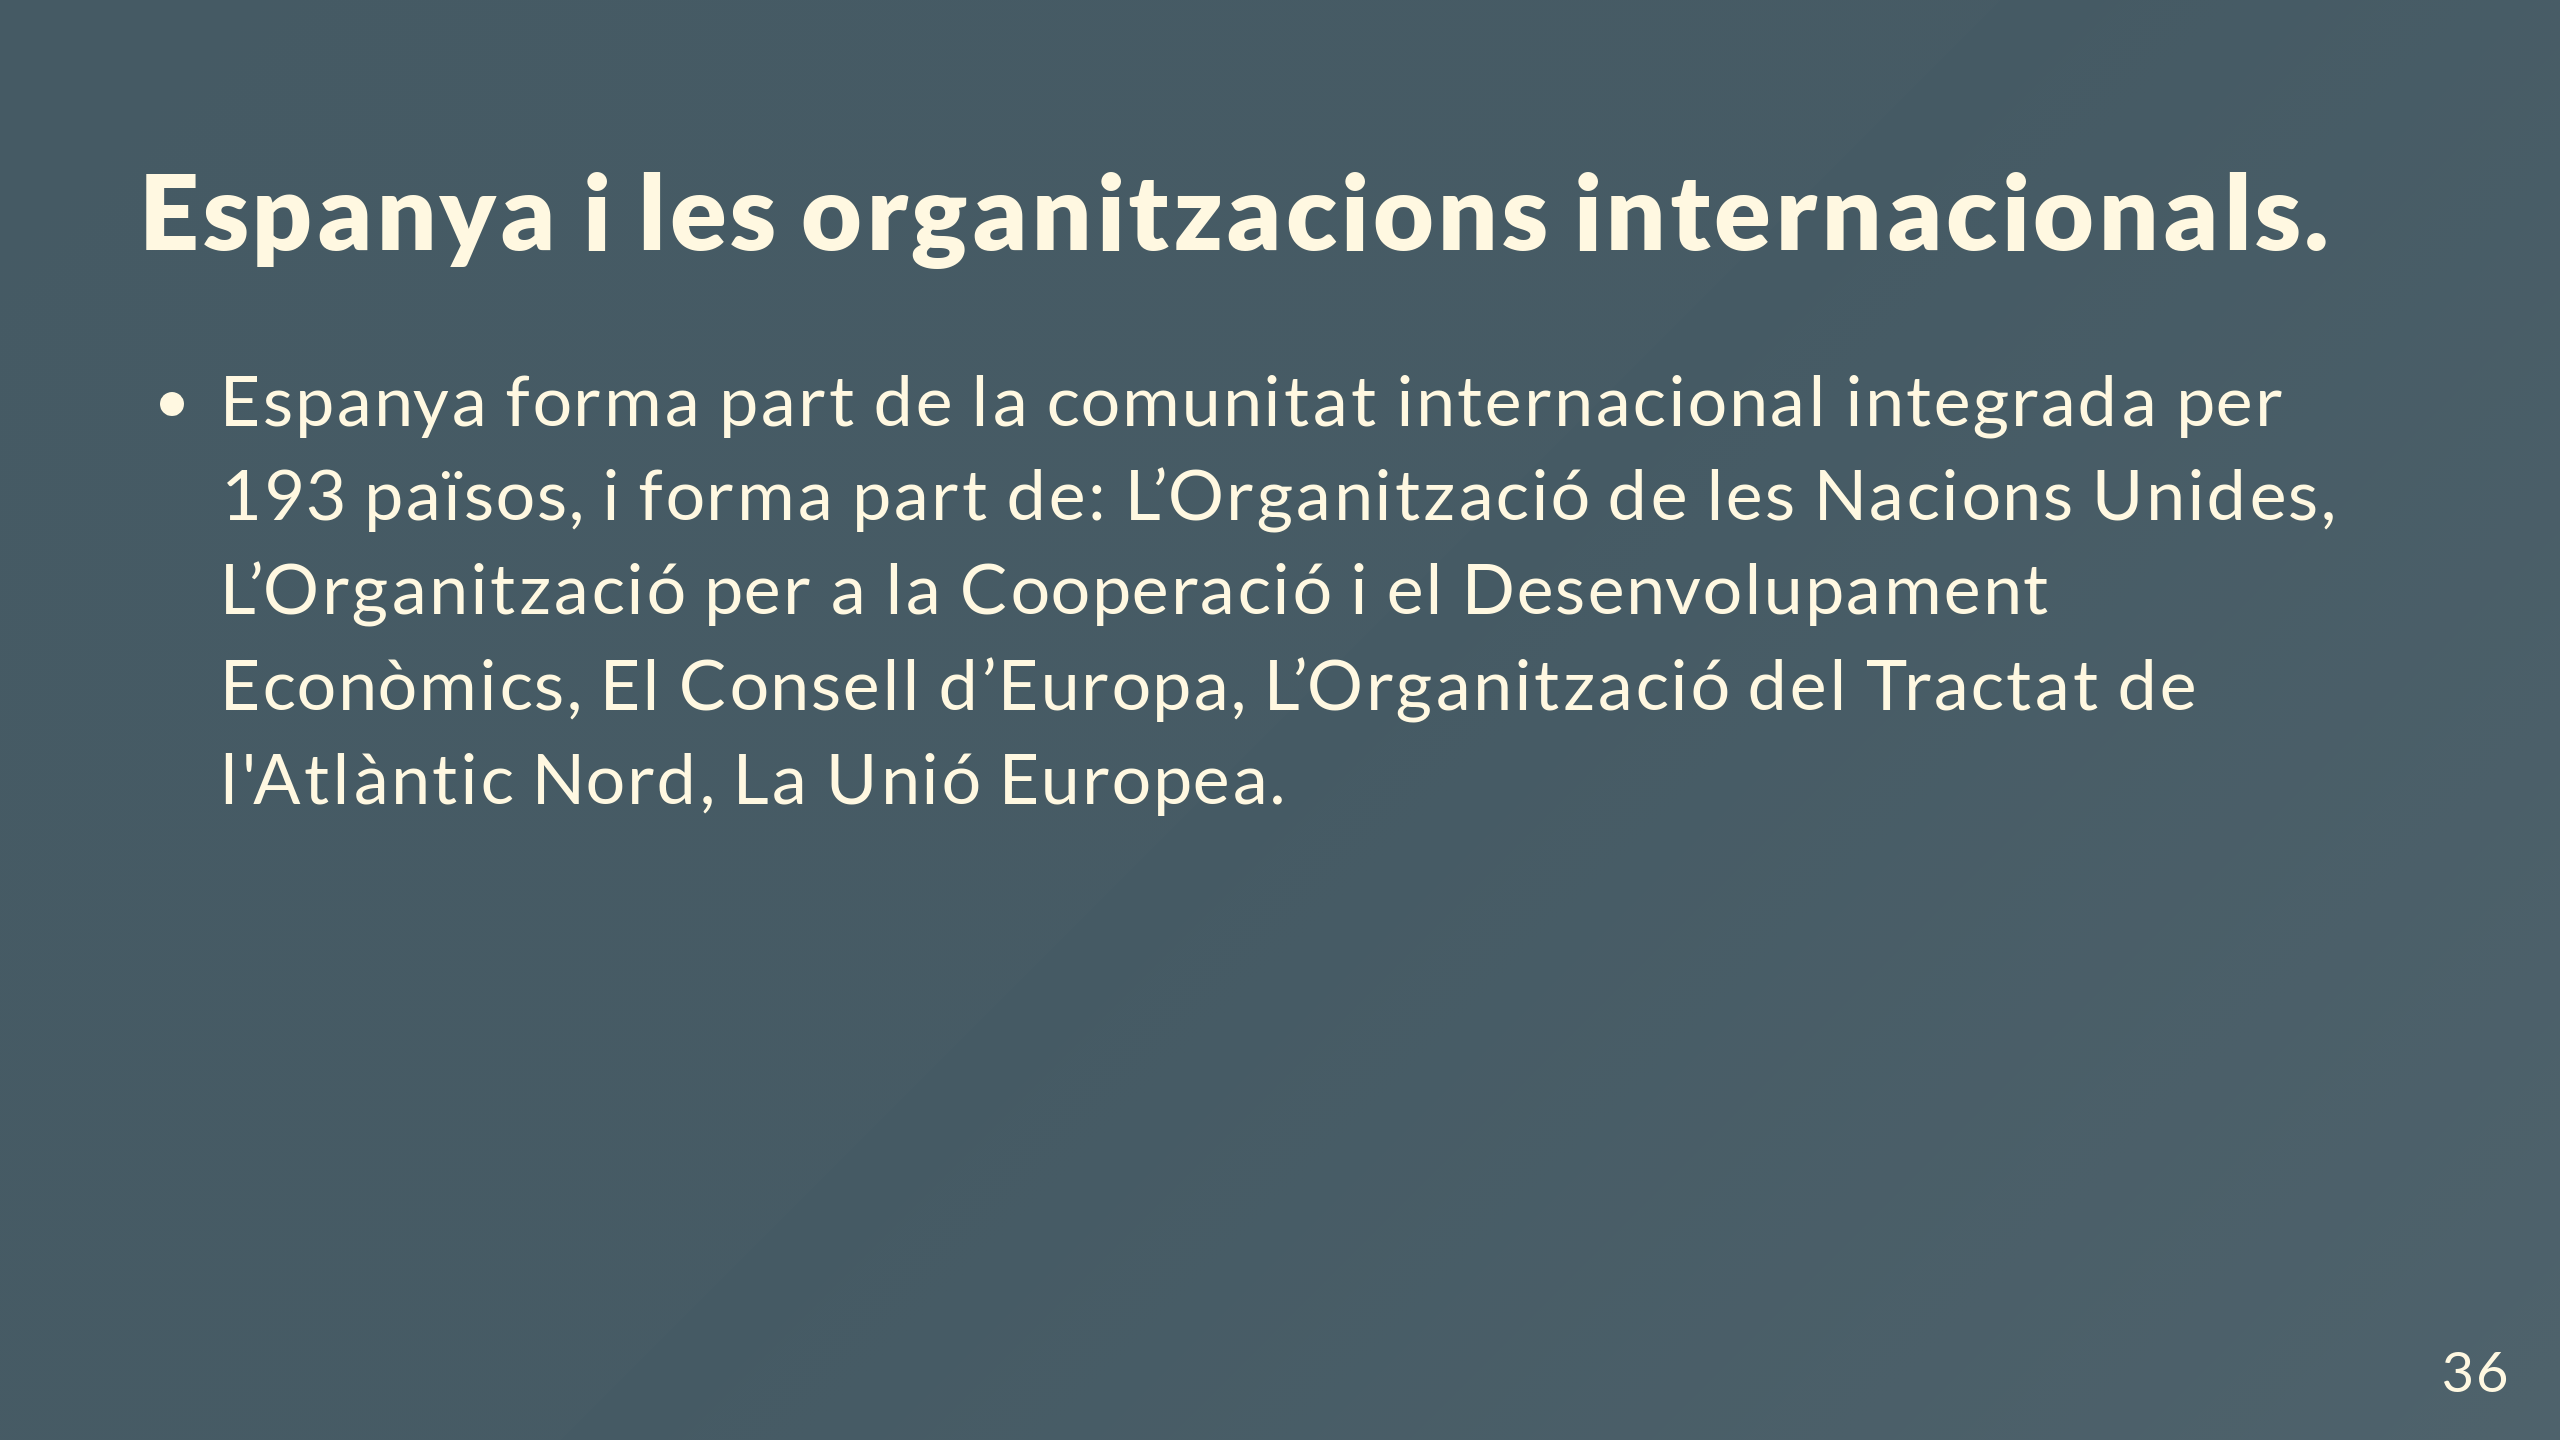 Espanya i les organitzacions internacionals.
• Espanya forma part de la comunitat internacional integrada per
193 països, i forma part de: L’Organització de les Nacions Unides,
L’Organització per a la Cooperació i el Desenvolupament
Econòmics, El Consell d’Europa, L’Organització del Tractat de
l'Atlàntic Nord, La Unió Europea.
36